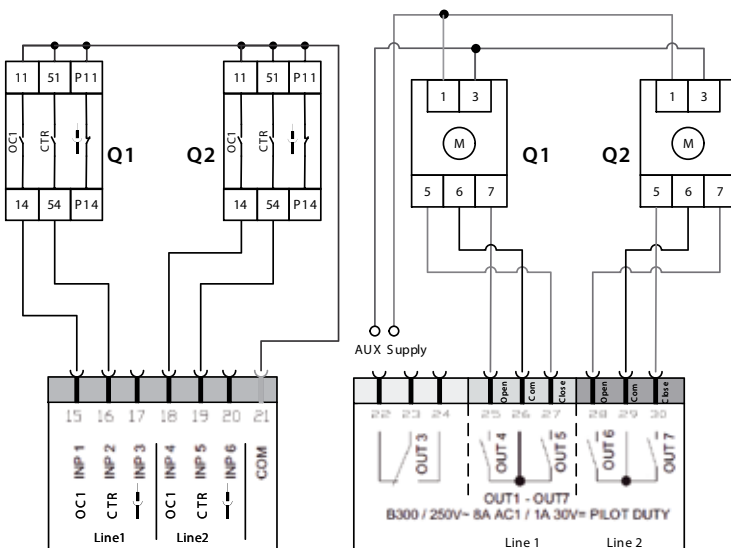 11 51 P11
OC1
CTR
Q1
14 54 P14
11 51 P11
OC1
CTR
Q2
14 54 P14
15 16 17 18 19 20 21
INP 1
INP 2
INP 3
INP 4
INP 5
INP 6
COM
OC1
CTR
OC1
CTR
Line1
Line2
1 3
M
Q1
5 6 7
1 3
M
Q2
5 6 7
AUX Supply
Open
Com
Close
Open
Com
Close
22 23 24 25 26 27 28 29 30
OUT 3
OUT 4
OUT 5
OUT 6
OUT 7
OUT1 - OUT7
B300 / 250V~ 8A AC1 / 1A 30V= PILOT DUTY
Line 1
Line 2